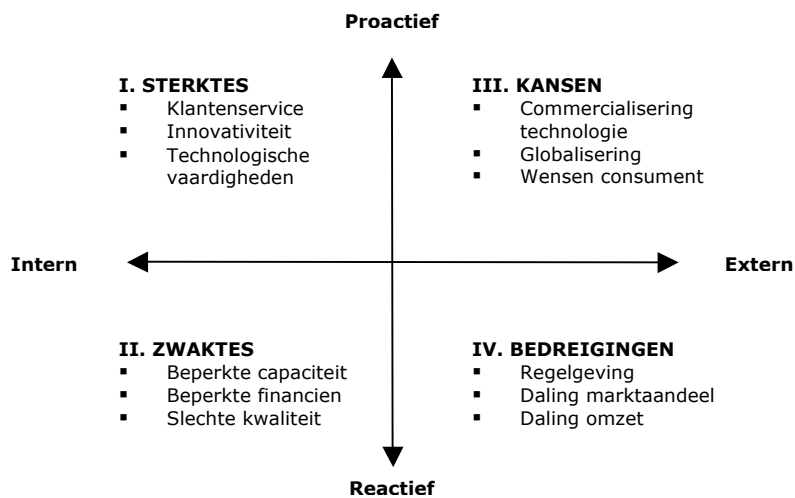 Proactief
I. STERKTES
▪ Klantenservice
▪ Innovativiteit
▪ Technologische
vaardigheden
III. KANSEN
▪ Commercialisering
technologie
▪ Globalisering
▪ Wensen consument
Intern
Extern
II. ZWAKTES
▪ Beperkte capaciteit
▪ Beperkte financien
▪ Slechte kwaliteit
IV. BEDREIGINGEN
▪ Regelgeving
▪ Daling marktaandeel
▪ Daling omzet
Reactief